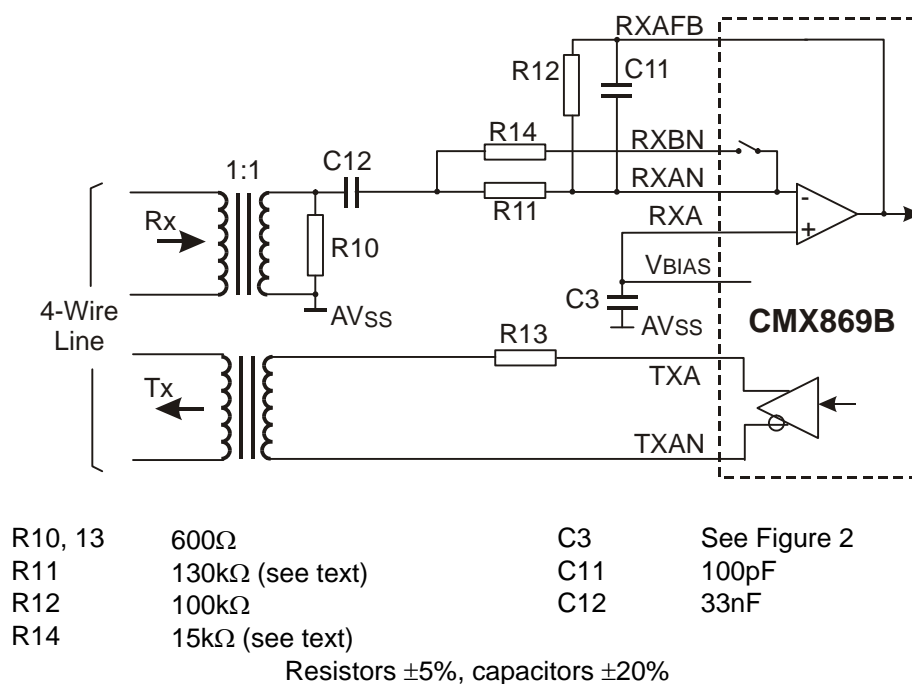 RXAFB
R12
C11
R14
RXBN
C12
1:1
RXAN
R11
Rx
RXA
R10
VBIAS
C3
4-Wire
Line
AVSS
AVSS
CMX869B
R13
Tx
TXA
TXAN
R10, 13 600Ω C3 See Figure 2
R11 130kΩ (see text) C11 100pF
R12 100kΩ C12 33nF
R14 15kΩ (see text)
Resistors ±5%, capacitors ±20%